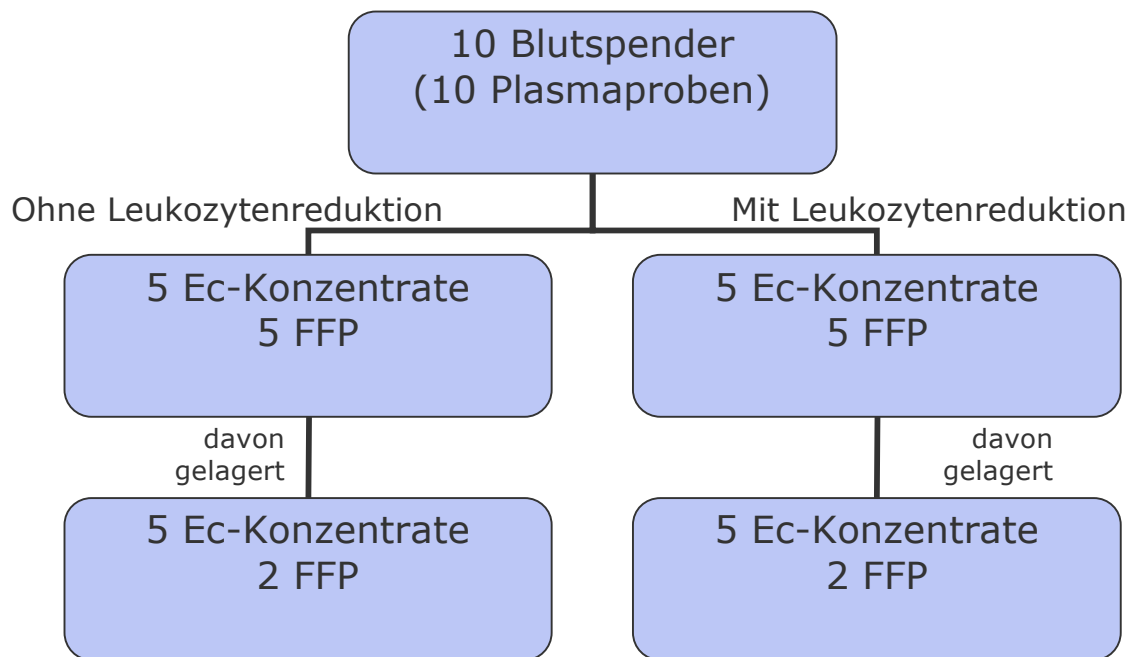 10 Blutspender
(10 Plasmaproben)
Ohne Leukozytenreduktion
Mit Leukozytenreduktion
5 Ec-Konzentrate
5 FFP
5 Ec-Konzentrate
5 FFP
davon
gelagert
davon
gelagert
5 Ec-Konzentrate
2 FFP
5 Ec-Konzentrate
2 FFP